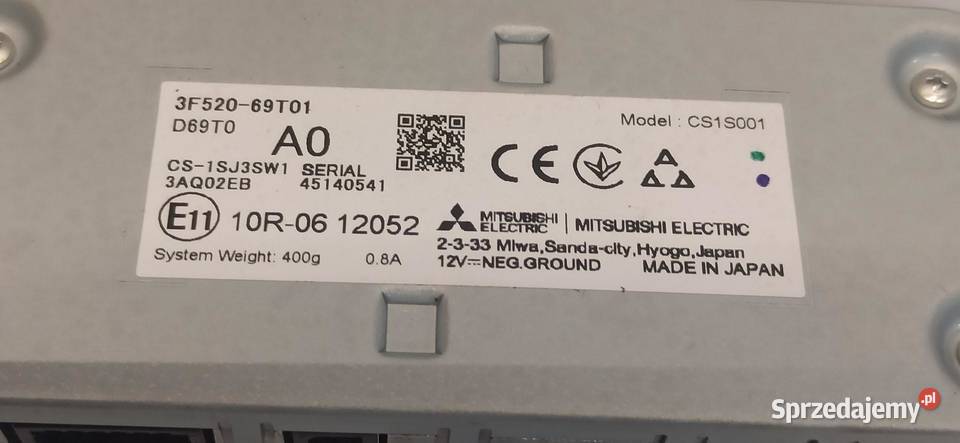 3F520-69T01
D69T0
A0
Model : CS1S001
CE
CS-1SJ3SW1 SERIAL
3AQ02EB 45140541
E11 10R-06 12052
MITSUBISHI ELECTRIC | MITSUBISHI ELECTRIC
2-3-33 Miwa,Sanda-city,Hyogo,Japan
System Weight: 400g 0.8A
12V⎓NEG.GROUND MADE IN JAPAN
Sprzedajemy.pl